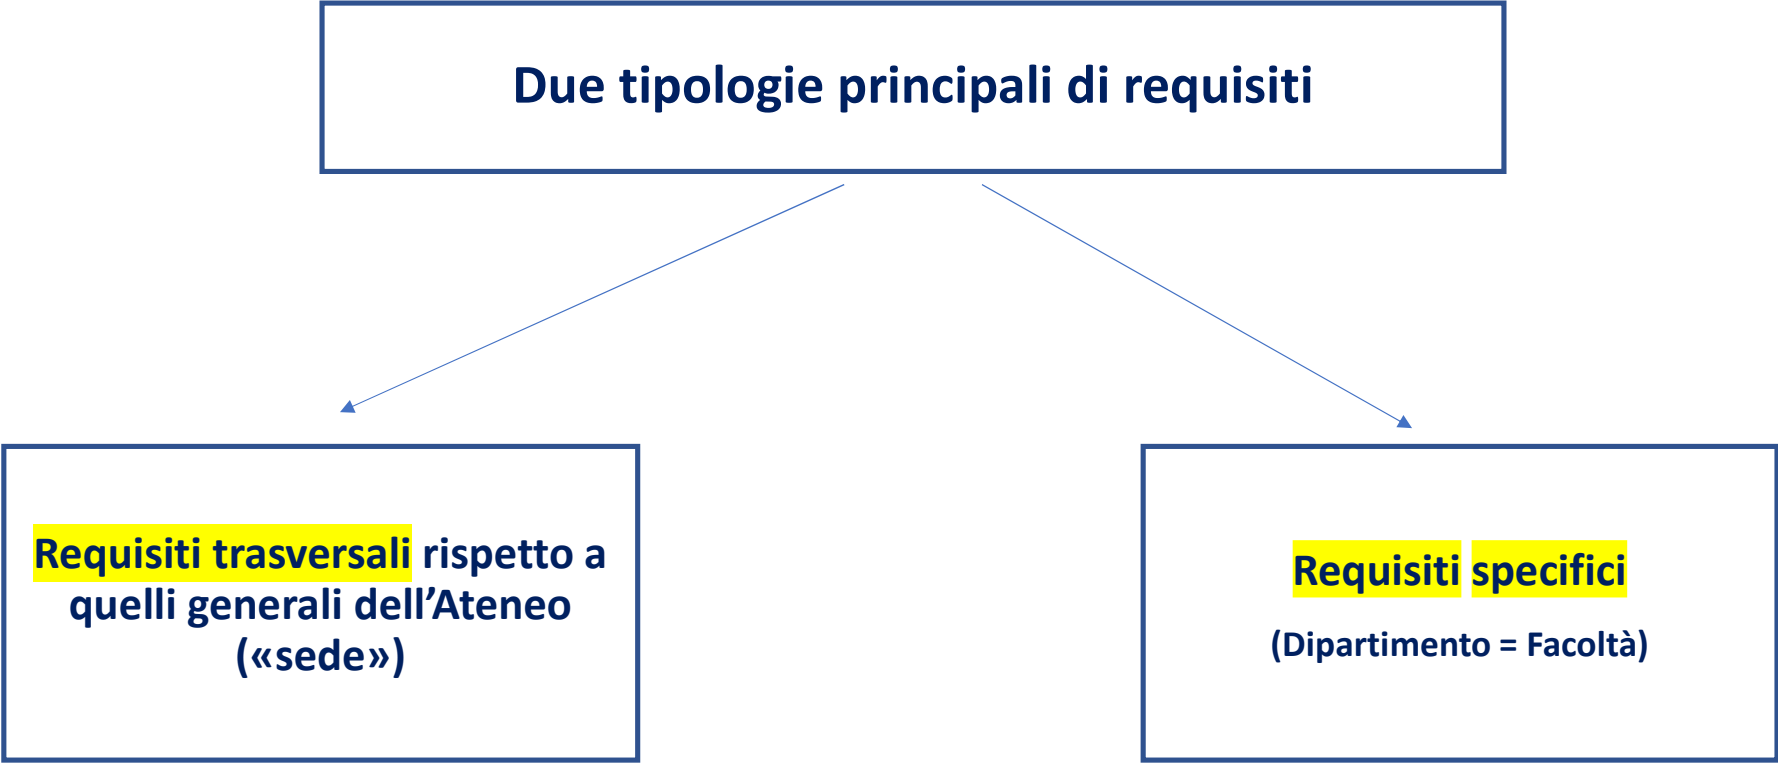 Due tipologie principali di requisiti
Requisiti trasversali rispetto a
quelli generali dell’Ateneo
(«sede»)
Requisiti specifici
(Dipartimento = Facoltà)